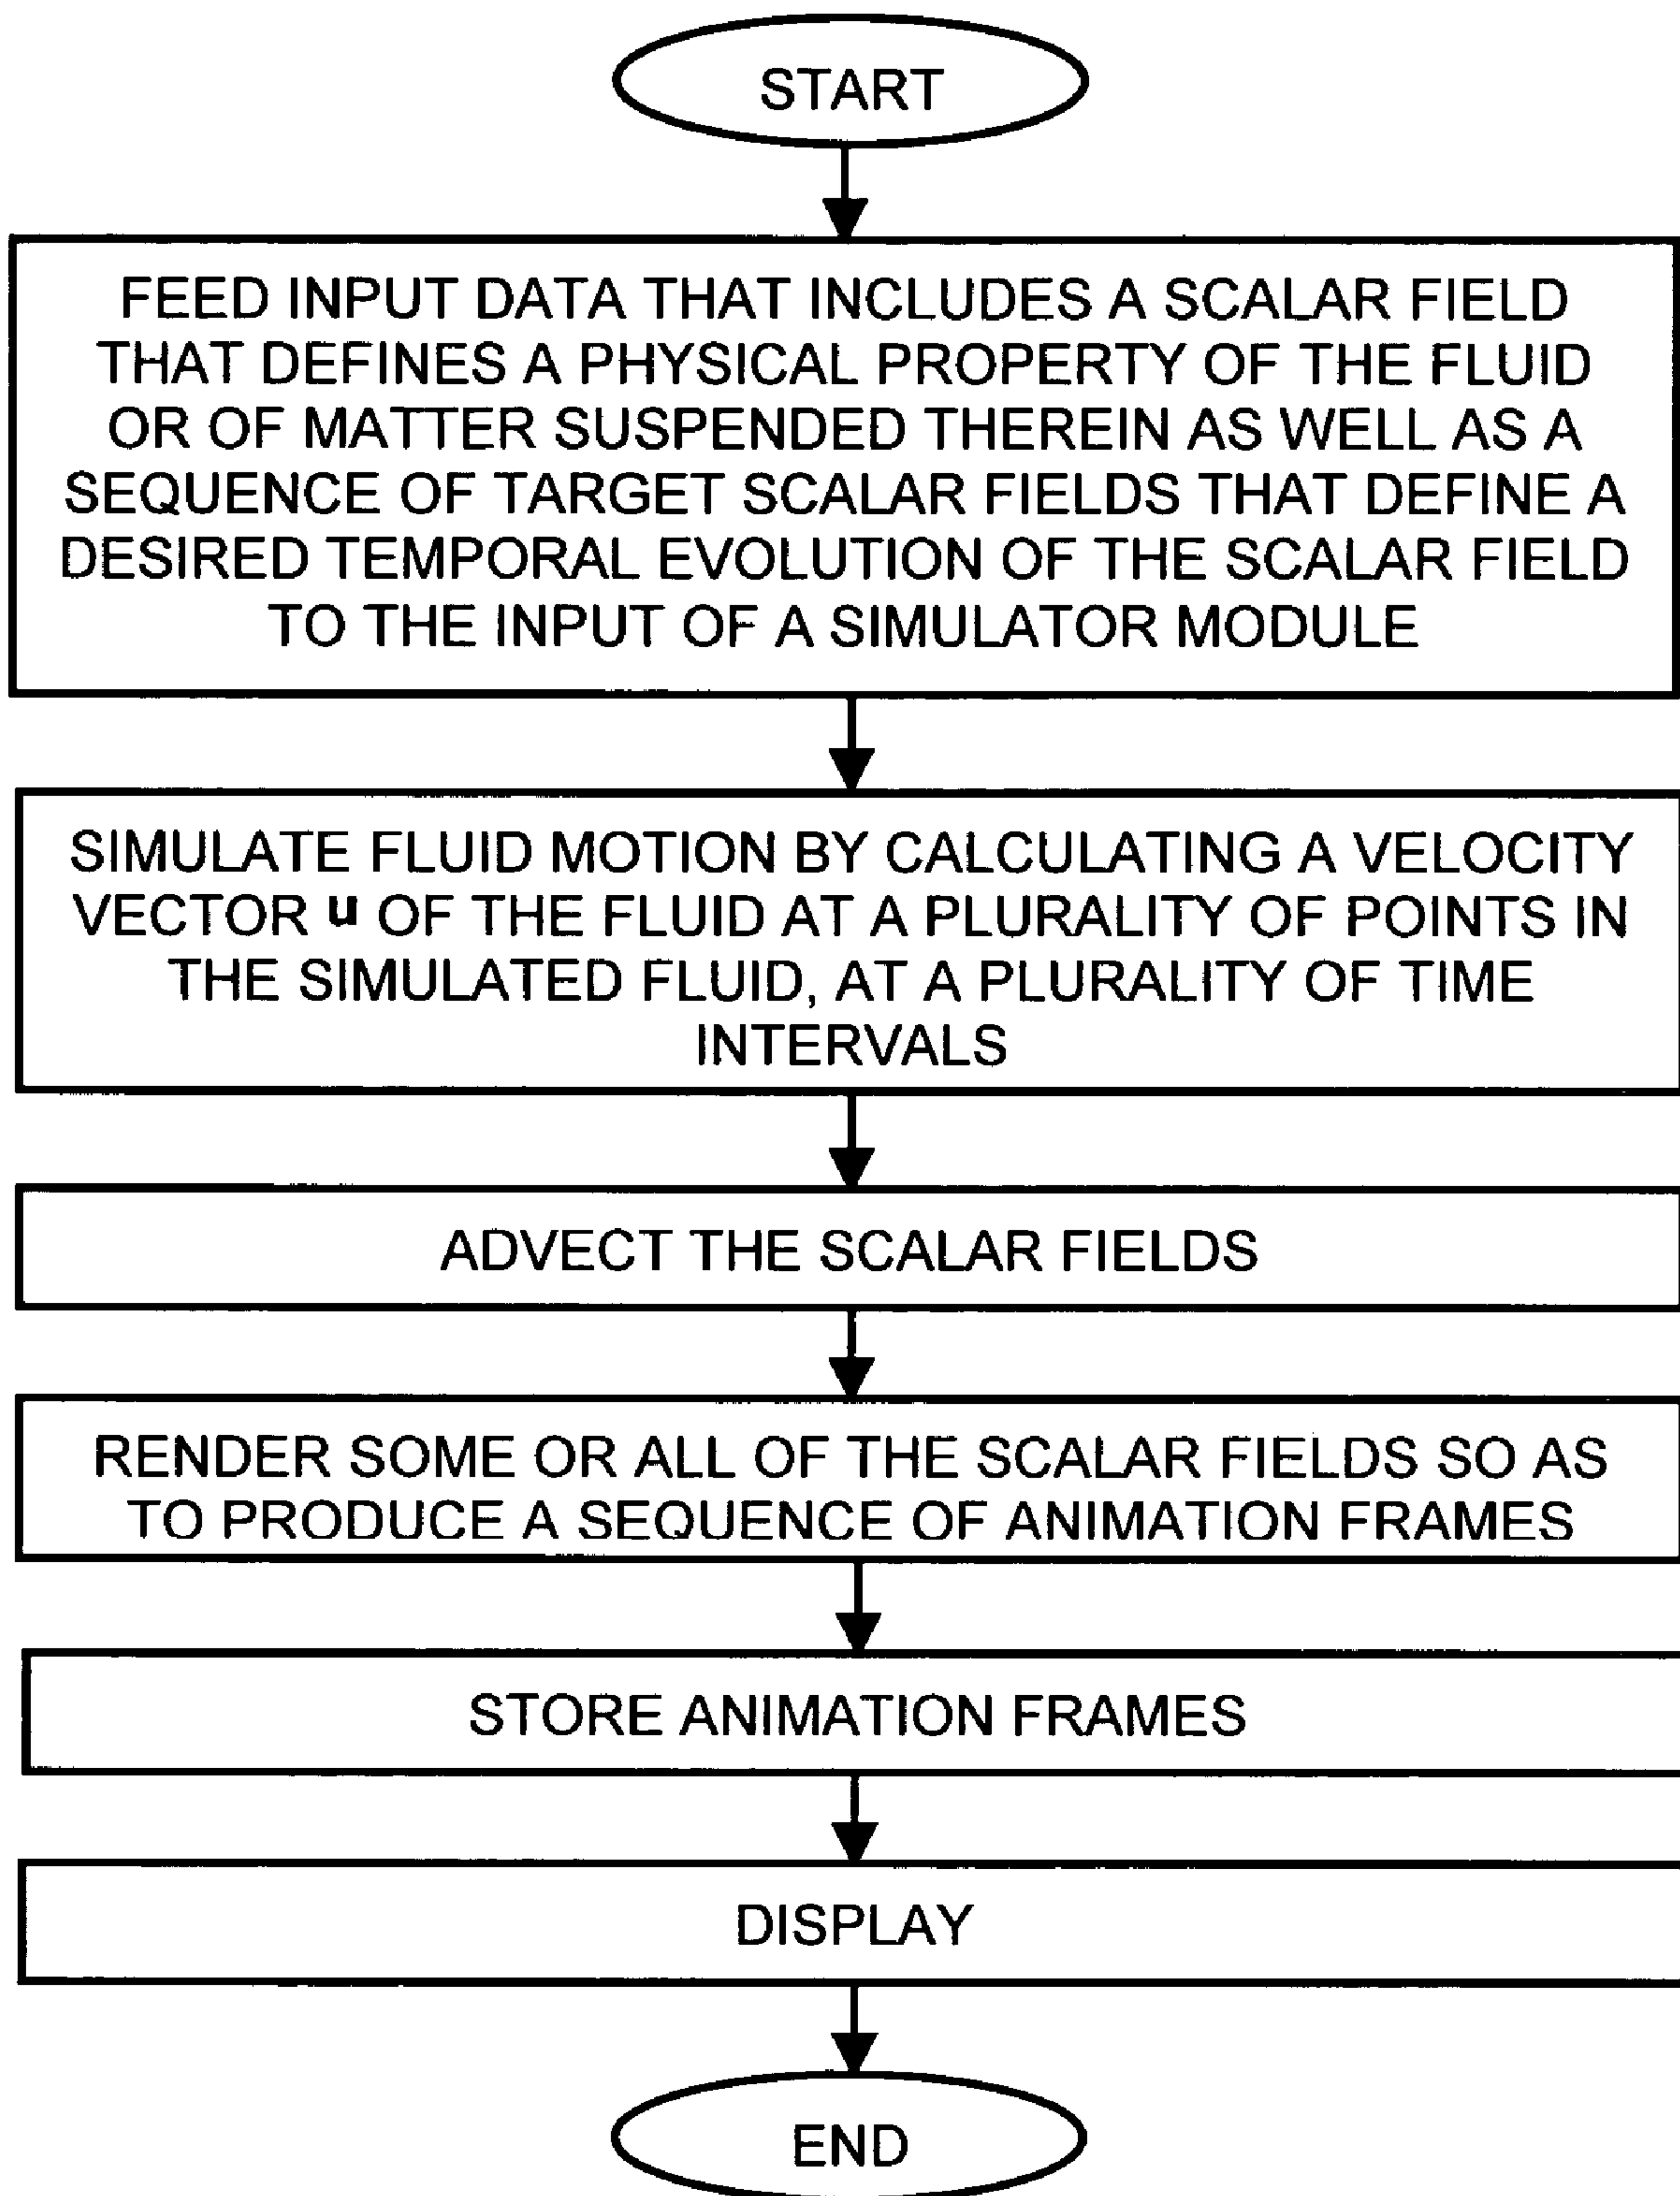 START
FEED INPUT DATA THAT INCLUDES A SCALAR FIELD
THAT DEFINES A PHYSICAL PROPERTY OF THE FLUID
OR OF MATTER SUSPENDED THEREIN AS WELL AS A
SEQUENCE OF TARGET SCALAR FIELDS THAT DEFINE A
DESIRED TEMPORAL EVOLUTION OF THE SCALAR FIELD
TO THE INPUT OF A SIMULATOR MODULE
SIMULATE FLUID MOTION BY CALCULATING A VELOCITY
VECTOR u OF THE FLUID AT A PLURALITY OF POINTS IN
THE SIMULATED FLUID, AT A PLURALITY OF TIME
INTERVALS
ADVECT THE SCALAR FIELDS
RENDER SOME OR ALL OF THE SCALAR FIELDS SO AS
TO PRODUCE A SEQUENCE OF ANIMATION FRAMES
STORE ANIMATION FRAMES
DISPLAY
END